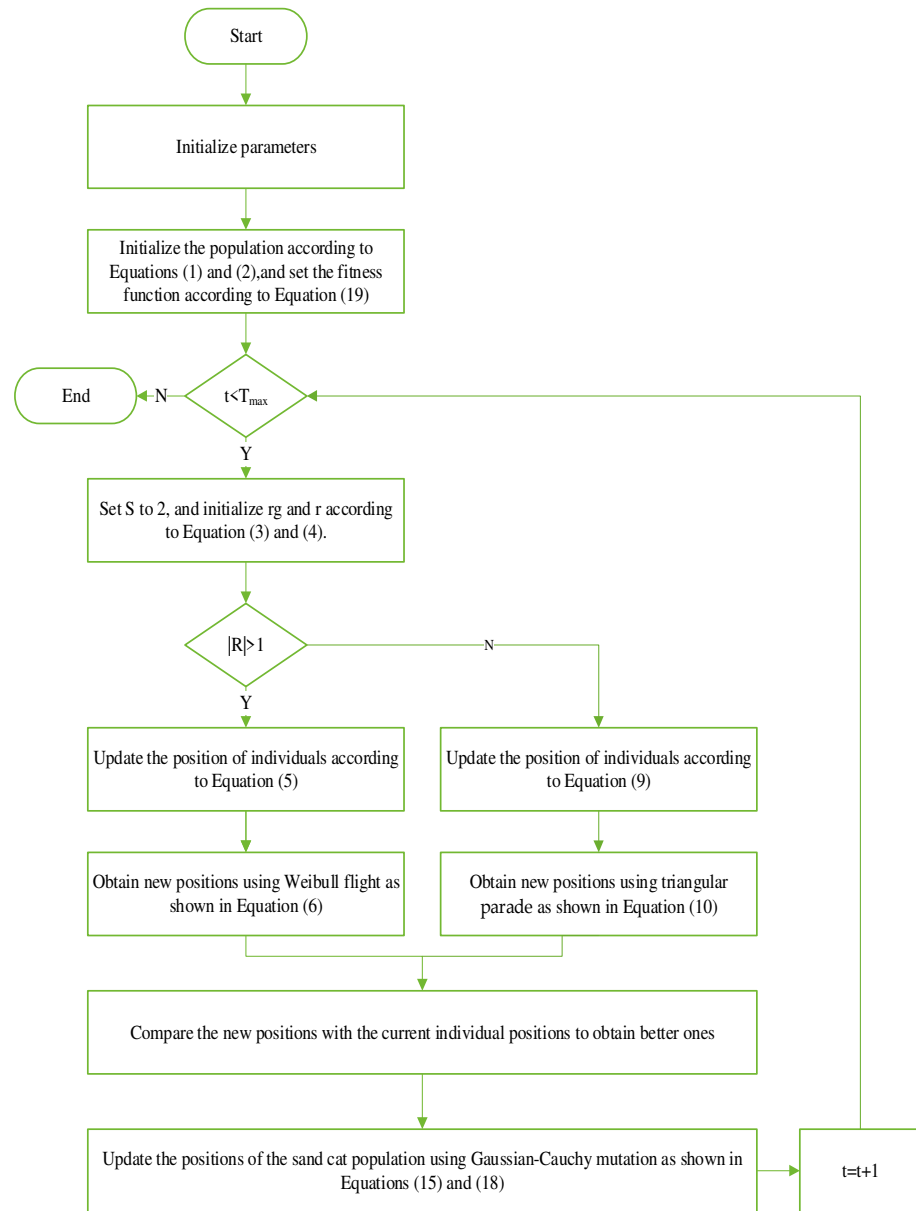 Start
Initialize parameters
Initialize the population according to
Equations (1) and (2),and set the fitness
function according to Equation (19)
End
N
t<Tmax
Y
Set S to 2, and initialize rg and r according
to Equation (3) and (4).
|R|>1
N
Y
Update the position of individuals according
to Equation (5)
Update the position of individuals according
to Equation (9)
Obtain new positions using Weibull flight as
shown in Equation (6)
Obtain new positions using triangular
parade as shown in Equation (10)
Compare the new positions with the current individual positions to obtain better ones
Update the positions of the sand cat population using Gaussian-Cauchy mutation as shown in
Equations (15) and (18)
t=t+1